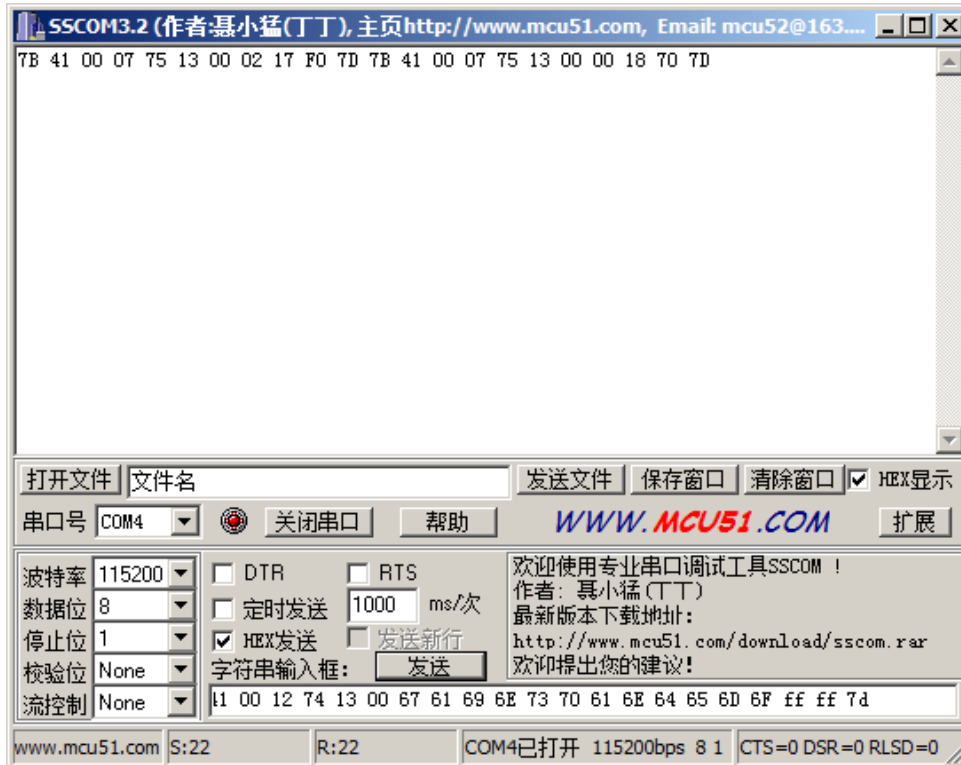 SSCOM3.2 (作者:聂小猛(丁丁), 主页http://www.mcu51.com, Email: mcu52@163....
7B 41 00 07 75 13 00 02 17 F0 7D 7B 41 00 07 75 13 00 00 18 70 7D
打开文件 文件名 发送文件 保存窗口 清除窗口 HEX显示
串口号 COM4 关闭串口 帮助 WWW.MCU51.COM 扩展
波特率 115200 DTR RTS
数据位 8 定时发送 1000 ms/次
停止位 1 HEX发送 发送新行
校验位 None 字符串输入框: 发送
流控制 None 41 00 12 74 13 00 67 61 69 6E 73 70 61 6E 64 65 6D 6F ff ff 7d
欢迎使用专业串口调试工具SSCOM !
作者: 聂小猛(丁丁)
最新版本下载地址:
http://www.mcu51.com/download/sscom.rar
欢迎提出您的建议!
www.mcu51.com S:22 R:22 COM4已打开 115200bps 8 1 CTS=0 DSR=0 RLSD=0